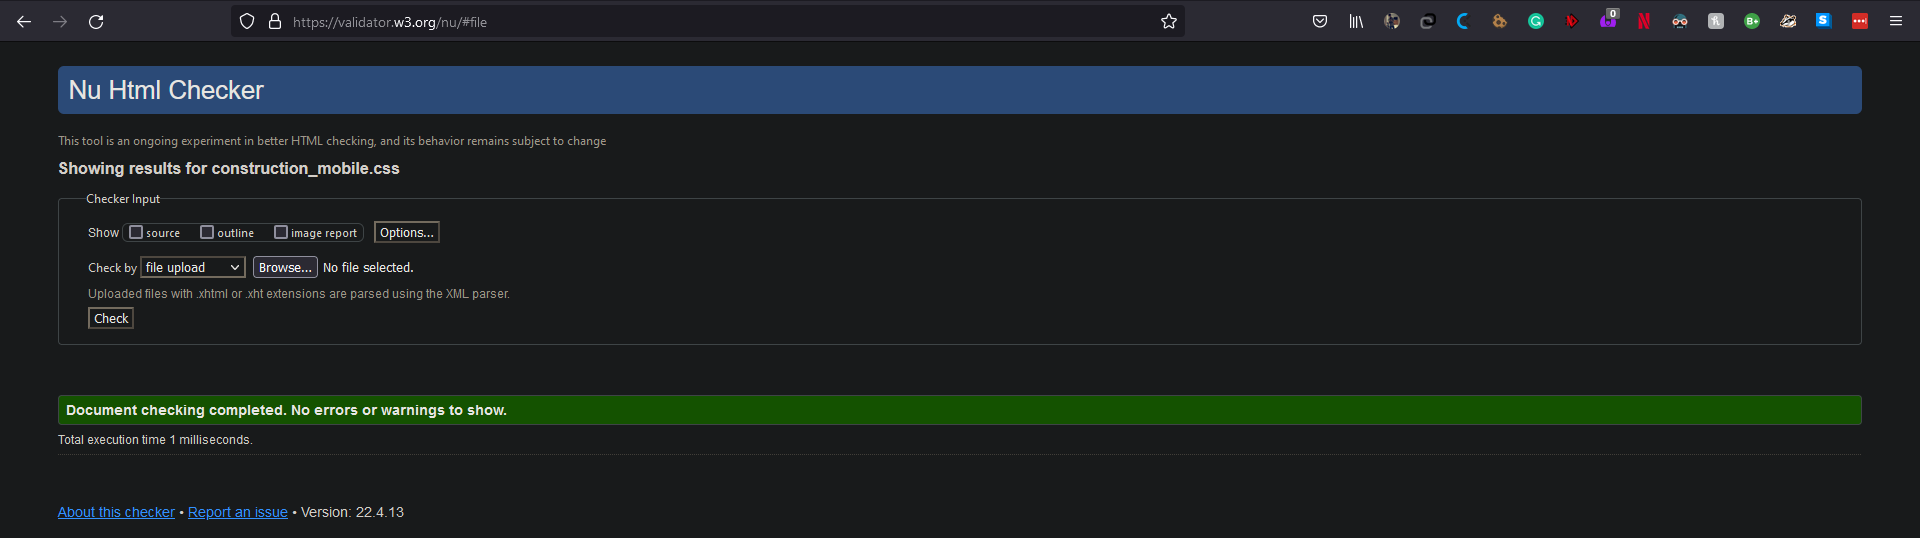 https://validator.w3.org/nu/#file
0
Nu Html Checker
This tool is an ongoing experiment in better HTML checking, and its behavior remains subject to change
Showing results for construction_mobile.css
Checker Input
Show source outline image report Options...
Check by file upload Browse... No file selected.
Uploaded files with .xhtml or .xht extensions are parsed using the XML parser.
Check
Document checking completed. No errors or warnings to show.
Total execution time 1 milliseconds.
About this checker • Report an issue • Version: 22.4.13